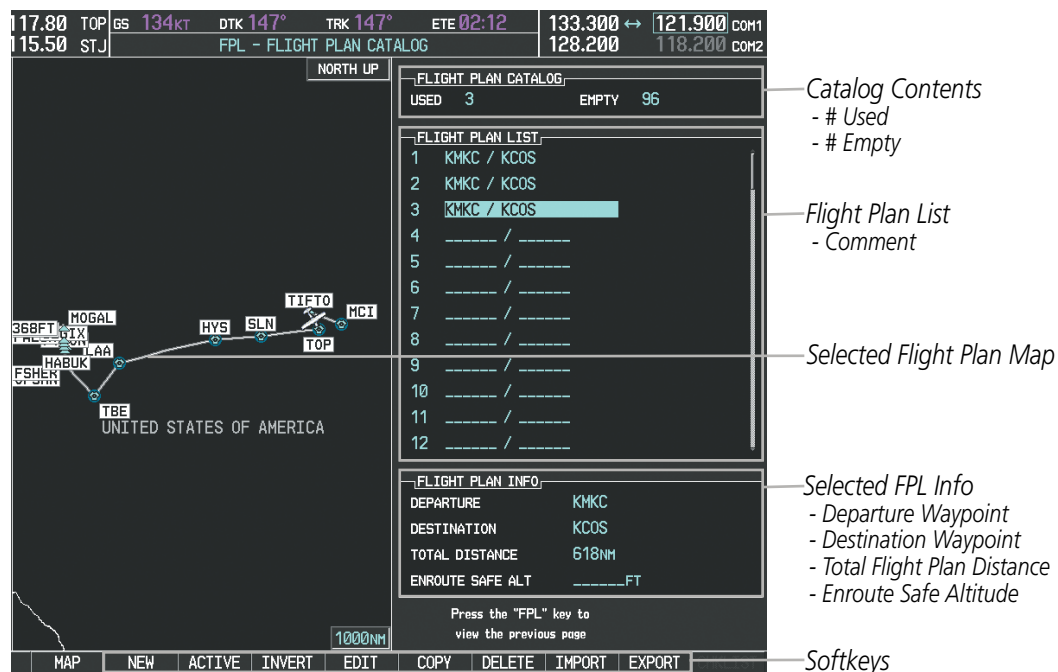 117.80 TOP GS 134KT DTK 147° TRK 147° ETE 02:12 133.300 ↔ 121.900 COM1
115.50 STJ FPL – FLIGHT PLAN CATALOG 128.200 118.200 COM2
NORTH UP
MOGAL
368FT
HABUK
LAA
FSHER
TBE
HYS
SLN
TIFTO
TOP
MCI
UNITED STATES OF AMERICA
1000NM
FLIGHT PLAN CATALOG
USED 3 EMPTY 96
FLIGHT PLAN LIST
1 KMKC / KCOS
2 KMKC / KCOS
3 KMKC / KCOS
4 ______ / ______
5 ______ / ______
6 ______ / ______
7 ______ / ______
8 ______ / ______
9 ______ / ______
10 ______ / ______
11 ______ / ______
12 ______ / ______
FLIGHT PLAN INFO
DEPARTURE KMKC
DESTINATION KCOS
TOTAL DISTANCE 618NM
ENROUTE SAFE ALT ______FT
Press the "FPL" key to
view the previous page
MAP NEW ACTIVE INVERT EDIT COPY DELETE IMPORT EXPORT
Catalog Contents
- # Used
- # Empty
Flight Plan List
- Comment
Selected Flight Plan Map
Selected FPL Info
- Departure Waypoint
- Destination Waypoint
- Total Flight Plan Distance
- Enroute Safe Altitude
Softkeys